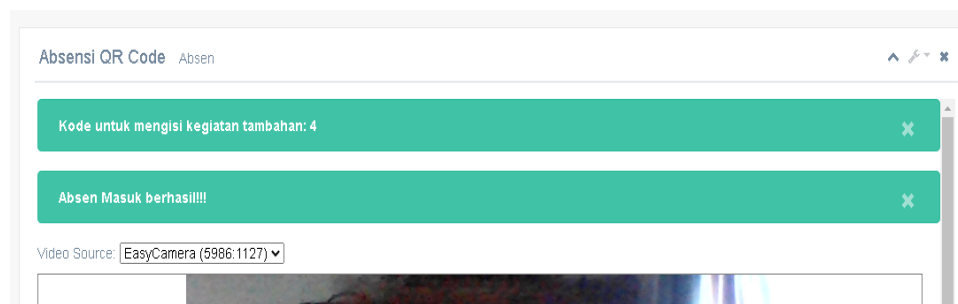 Absensi QR Code Absen
Kode untuk mengisi kegiatan tambahan: 4
Absen Masuk berhasil!!!
Video Source: EasyCamera (5986:1127)